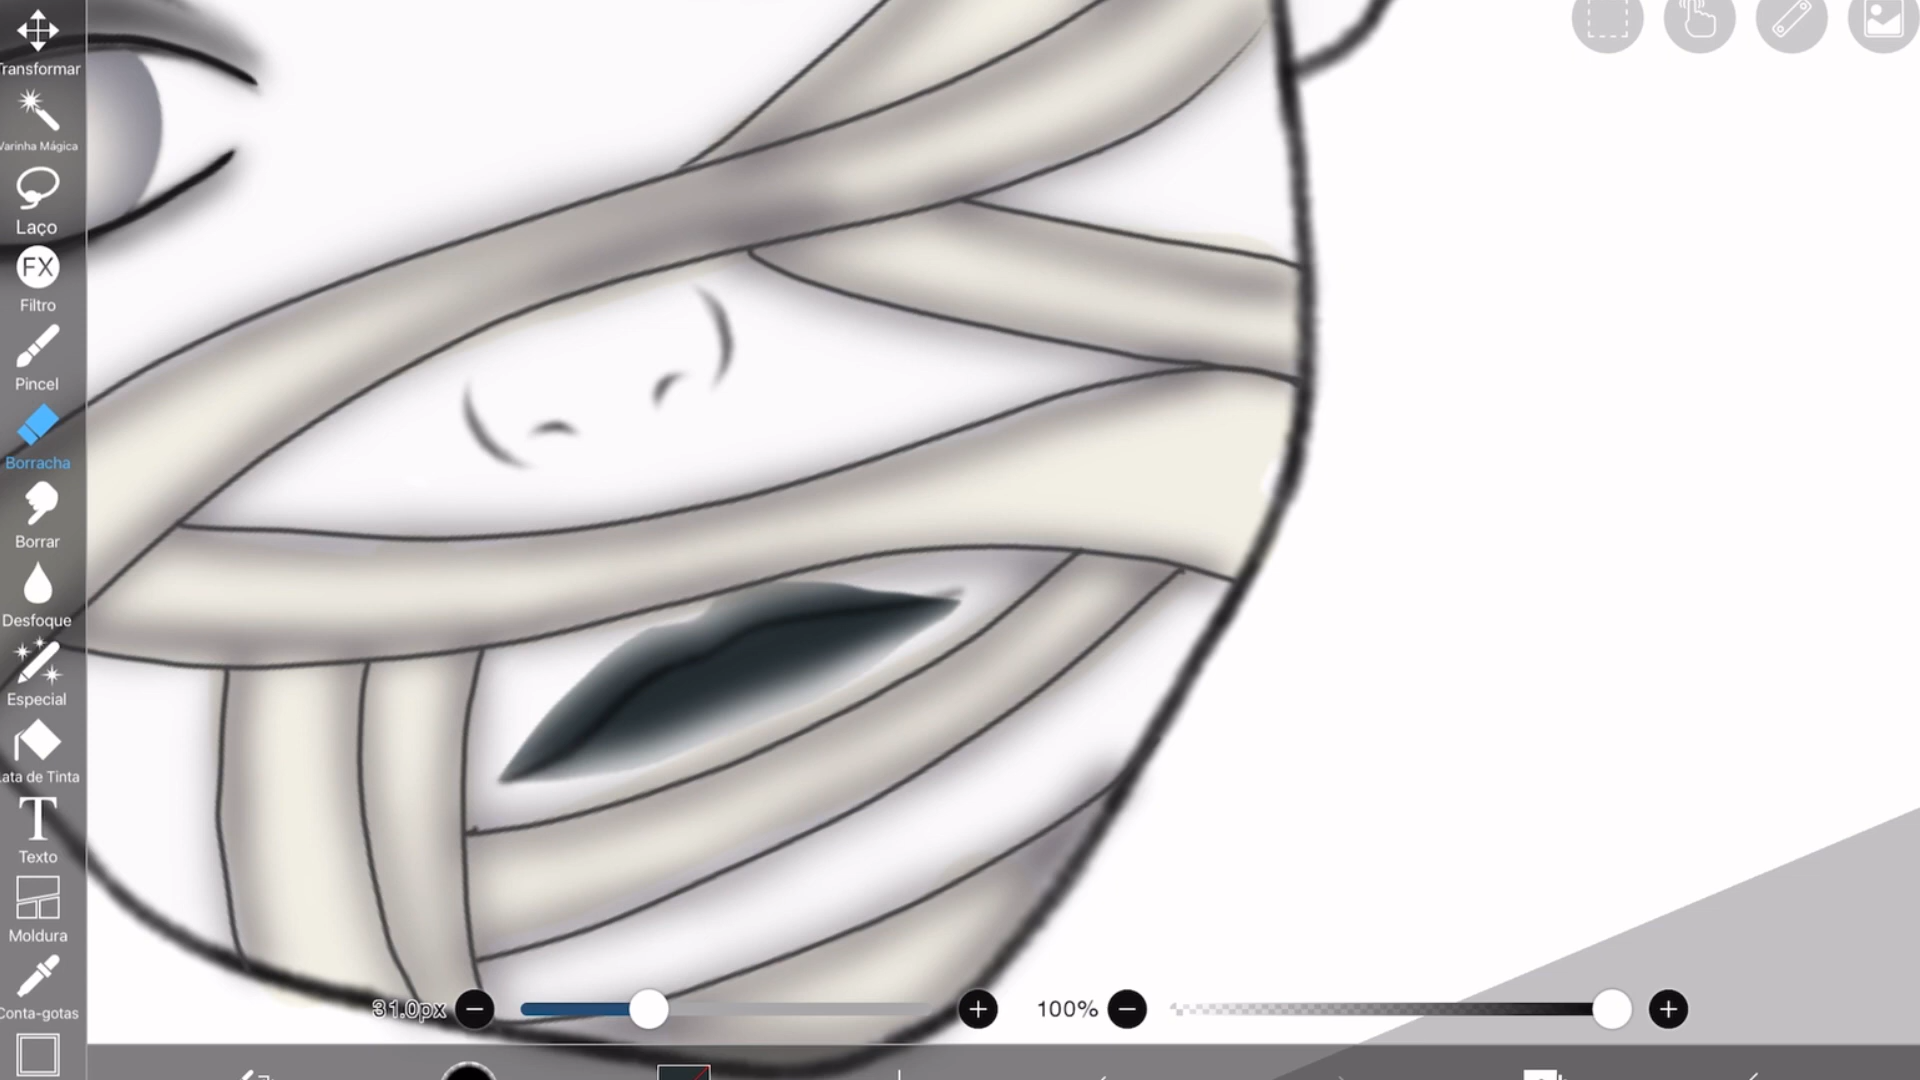 Transformar
Varinha Mágica
Laço
FX
Filtro
Pincel
Borracha
Borrar
Desfoque
Especial
ata de Tinta
T
Texto
Moldura
Conta-gotas
31.0px
100%